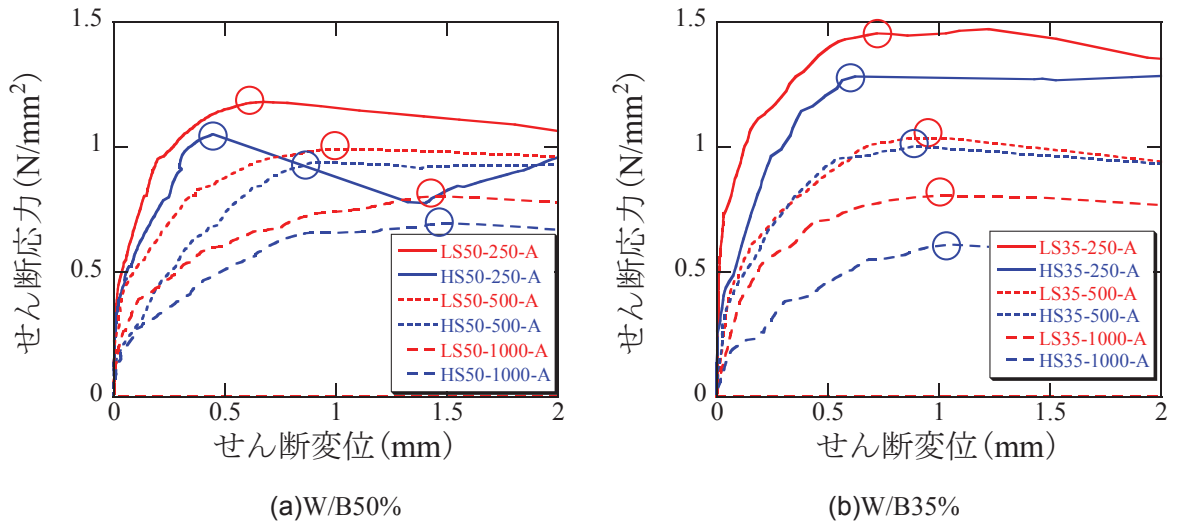 せん断応力(N/mm²)
1.5
1
0.5
0
0
0.5
1
1.5
2
LS50-250-A
HS50-250-A
LS50-500-A
HS50-500-A
LS50-1000-A
HS50-1000-A
せん断変位(mm)
(a)W/B50%
せん断応力(N/mm²)
1.5
1
0.5
0
0
0.5
1
1.5
2
LS35-250-A
HS35-250-A
LS35-500-A
HS35-500-A
LS35-1000-A
HS35-1000-A
せん断変位(mm)
(b)W/B35%